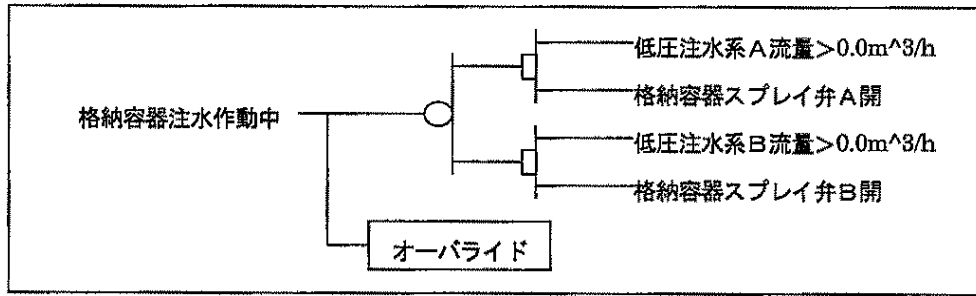 低圧注水系A流量>0.0m^3/h
格納容器スプレイ弁A開
格納容器注水作動中
低圧注水系B流量>0.0m^3/h
格納容器スプレイ弁B開
オーバライド